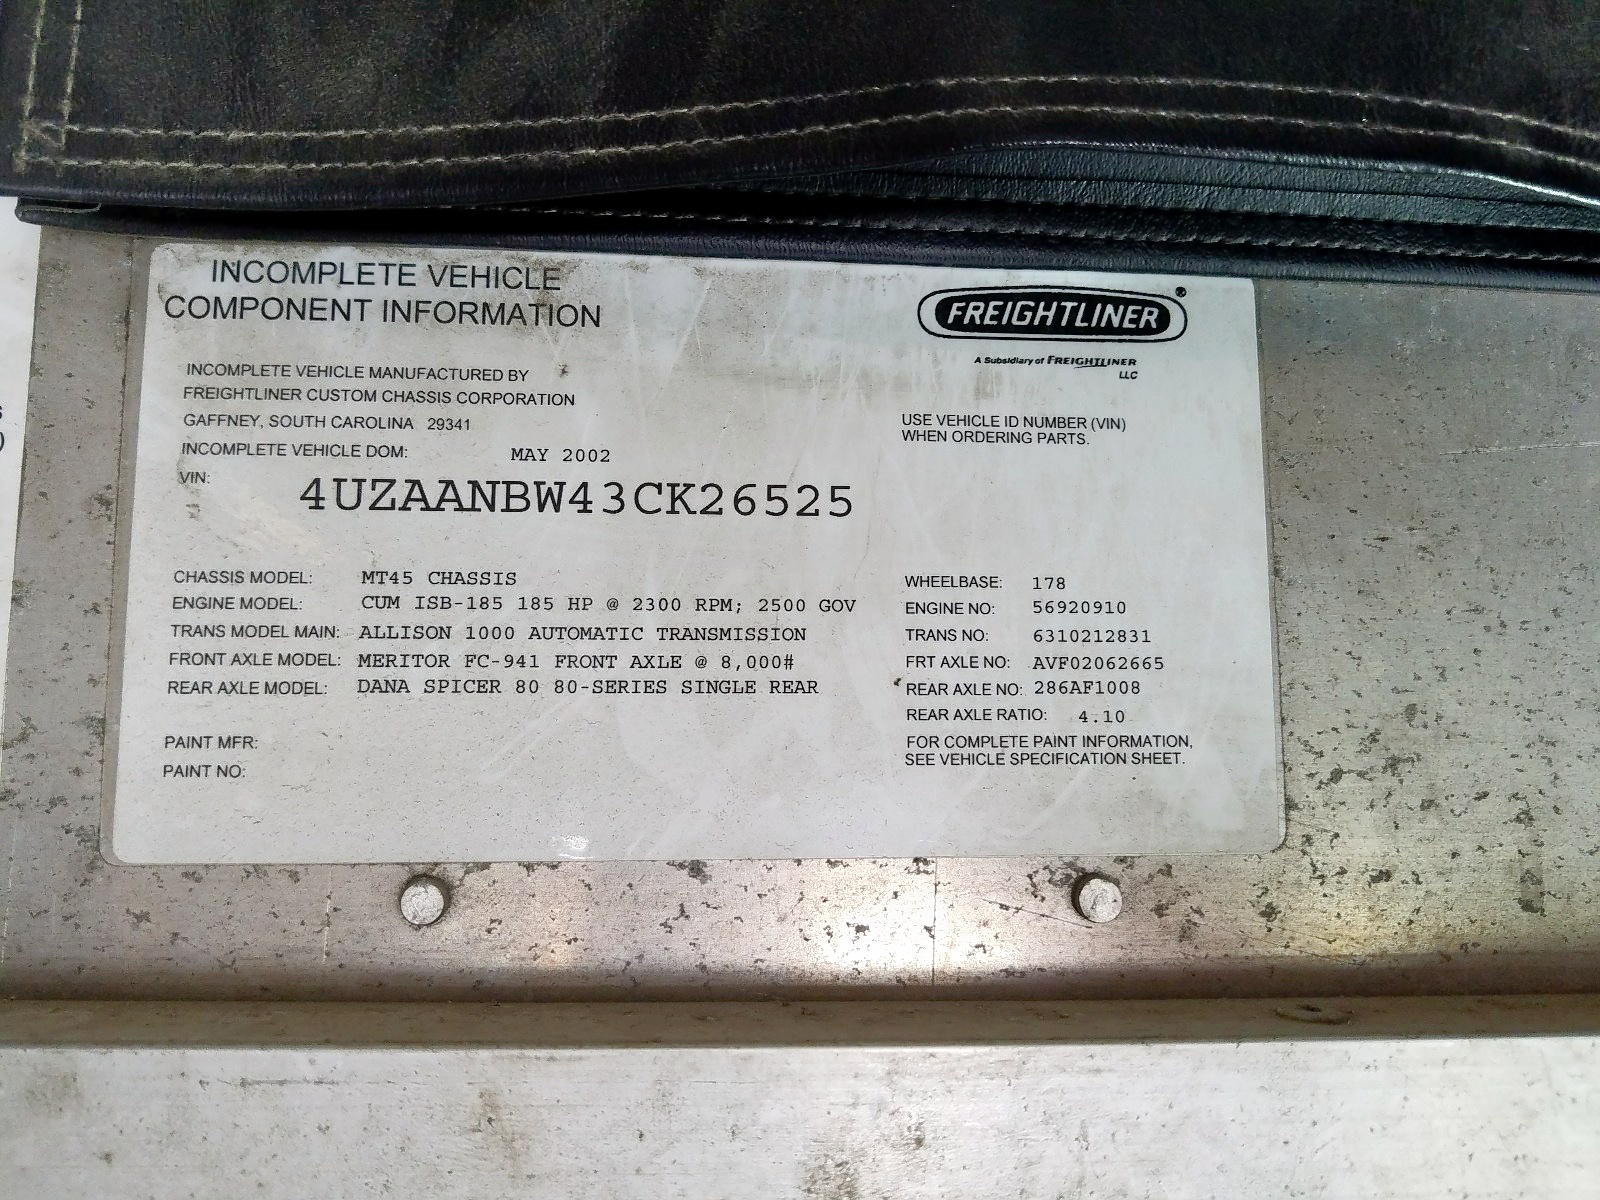 INCOMPLETE VEHICLE
COMPONENT INFORMATION
FREIGHTLINER®
A Subsidiary of FREIGHTLINER
LLC
INCOMPLETE VEHICLE MANUFACTURED BY
FREIGHTLINER CUSTOM CHASSIS CORPORATION
GAFFNEY, SOUTH CAROLINA 29341
USE VEHICLE ID NUMBER (VIN)
WHEN ORDERING PARTS.
INCOMPLETE VEHICLE DOM: MAY 2002
VIN: 4UZAANBW43CK26525
CHASSIS MODEL: MT45 CHASSIS
ENGINE MODEL: CUM ISB-185 185 HP @ 2300 RPM; 2500 GOV
TRANS MODEL MAIN: ALLISON 1000 AUTOMATIC TRANSMISSION
FRONT AXLE MODEL: MERITOR FC-941 FRONT AXLE @ 8,000#
REAR AXLE MODEL: DANA SPICER 80 80-SERIES SINGLE REAR
PAINT MFR:
PAINT NO:
WHEELBASE: 178
ENGINE NO: 56920910
TRANS NO: 6310212831
FRT AXLE NO: AVF02062665
REAR AXLE NO: 286AF1008
REAR AXLE RATIO: 4.10
FOR COMPLETE PAINT INFORMATION,
SEE VEHICLE SPECIFICATION SHEET.